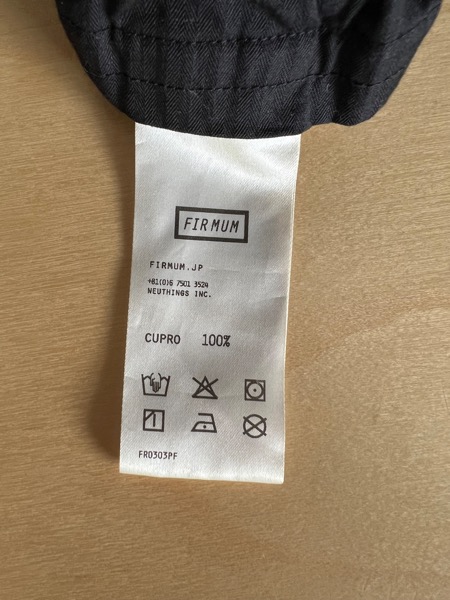 FIRMUM
FIRMUM.JP
+81(0)6 7501 3524
NEUTHINGS INC.
CUPRO 100%
FR0303PF